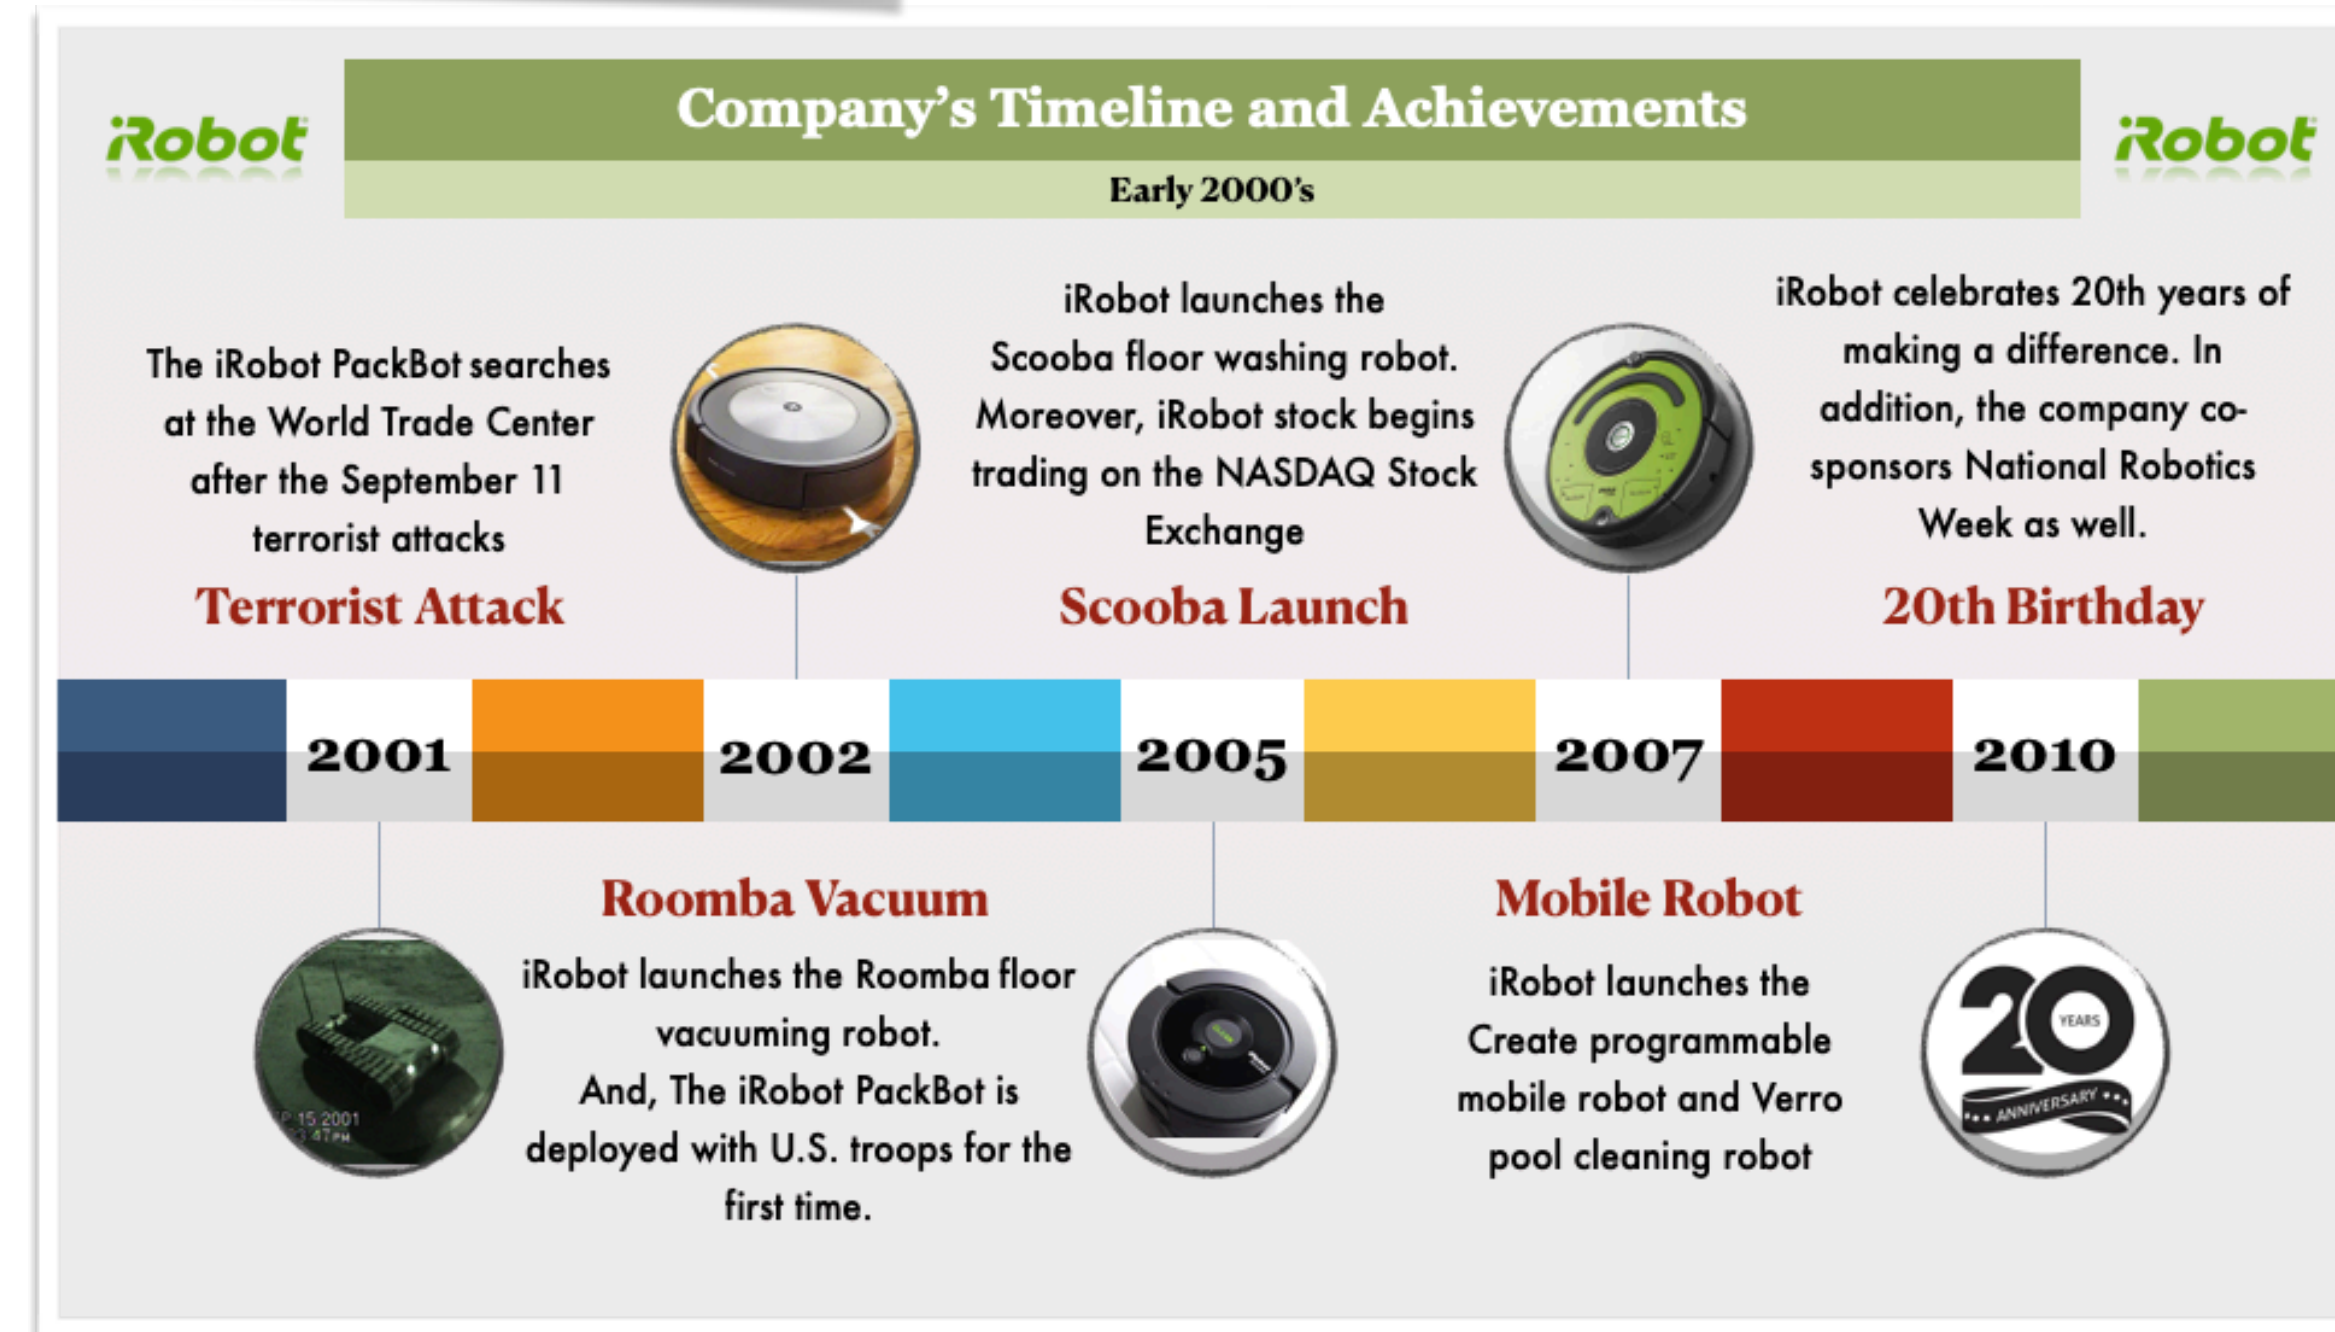 iRobot
Company's Timeline and Achievements
iRobot
Early 2000's
The iRobot PackBot searches
at the World Trade Center
after the September 11
terrorist attacks
Terrorist Attack
iRobot launches the
Scooba floor washing robot.
Moreover, iRobot stock begins
trading on the NASDAQ Stock
Exchange
Scooba Launch
iRobot celebrates 20th years of
making a difference. In
addition, the company co-
sponsors National Robotics
Week as well.
20th Birthday
2001
2002
2005
2007
2010
15 2001
47PM
Roomba Vacuum
iRobot launches the Roomba floor
vacuuming robot.
And, The iRobot PackBot is
deployed with U.S. troops for the
first time.
Mobile Robot
iRobot launches the
Create programmable
mobile robot and Verro
pool cleaning robot
20
YEARS
ANNIVERSARY